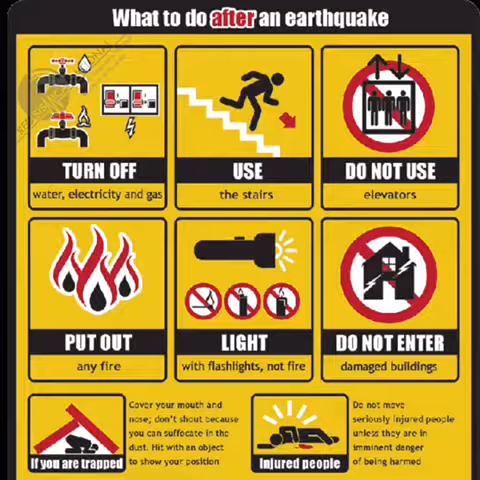 What to do after an earthquake
TURN OFF
water, electricity and gas
USE
the stairs
DO NOT USE
elevators
PUT OUT
any fire
LIGHT
with flashlights, not fire
DO NOT ENTER
damaged buildings
If you are trapped
Cover your mouth and
nose; don't shout because
you can suffocate in the
dust. Hit with an object
to show your position
Injured people
Do not move
seriously injured people
unless they are in
imminent danger
of being harmed